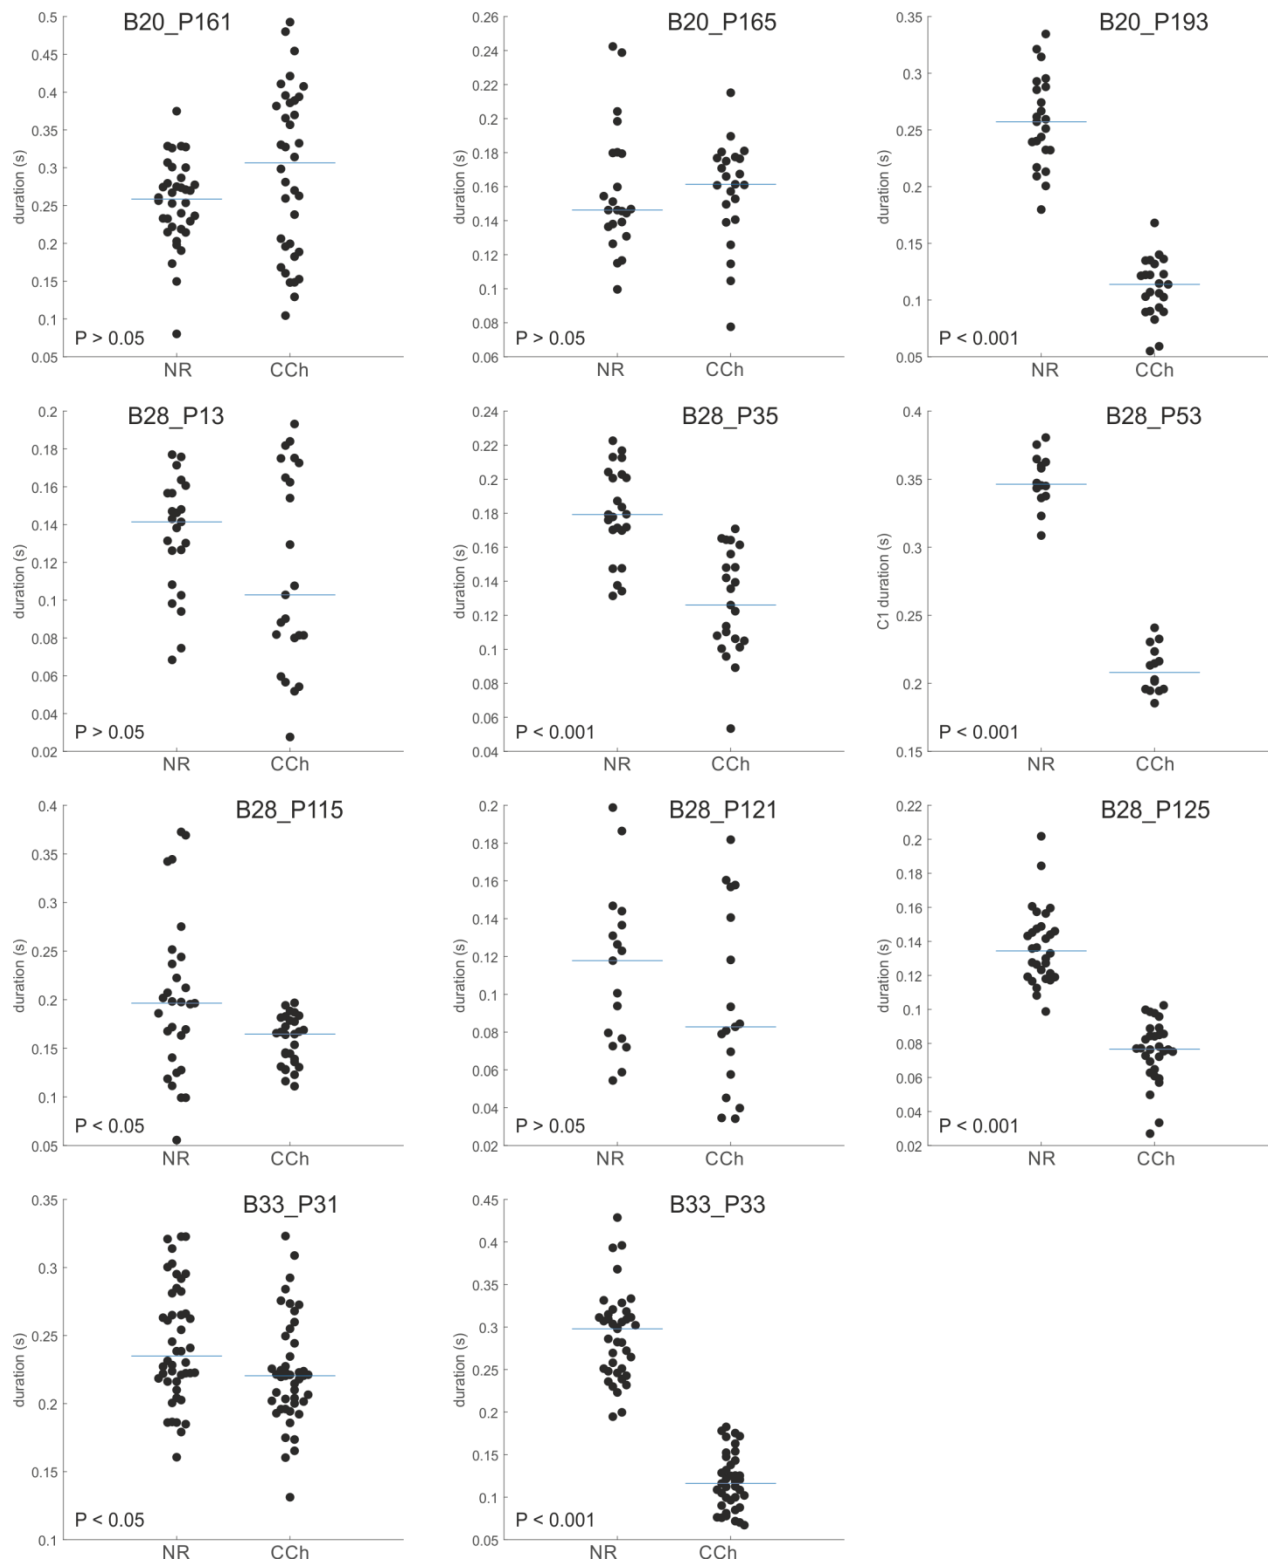 B20_P161
0.5
0.45
0.4
0.35
0.3
0.25
0.2
0.15
0.1
0.05
duration (s)
P > 0.05
NR CCh
B20_P165
0.26
0.24
0.22
0.2
0.18
0.16
0.14
0.12
0.1
0.08
0.06
duration (s)
P > 0.05
NR CCh
B20_P193
0.35
0.3
0.25
0.2
0.15
0.1
0.05
duration (s)
P < 0.001
NR CCh
B28_P13
0.2
0.18
0.16
0.14
0.12
0.1
0.08
0.06
0.04
0.02
duration (s)
P > 0.05
NR CCh
B28_P35
0.24
0.22
0.2
0.18
0.16
0.14
0.12
0.1
0.08
0.06
0.04
duration (s)
P < 0.001
NR CCh
B28_P53
0.4
0.35
0.3
0.25
0.2
0.15
C1 duration (s)
P < 0.001
NR CCh
B28_P115
0.4
0.35
0.3
0.25
0.2
0.15
0.1
0.05
duration (s)
P < 0.05
NR CCh
B28_P121
0.2
0.18
0.16
0.14
0.12
0.1
0.08
0.06
0.04
0.02
duration (s)
P > 0.05
NR CCh
B28_P125
0.22
0.2
0.18
0.16
0.14
0.12
0.1
0.08
0.06
0.04
0.02
duration (s)
P < 0.001
NR CCh
B33_P31
0.35
0.3
0.25
0.2
0.15
0.1
duration (s)
P < 0.05
NR CCh
B33_P33
0.45
0.4
0.35
0.3
0.25
0.2
0.15
0.1
0.05
duration (s)
P < 0.001
NR CCh